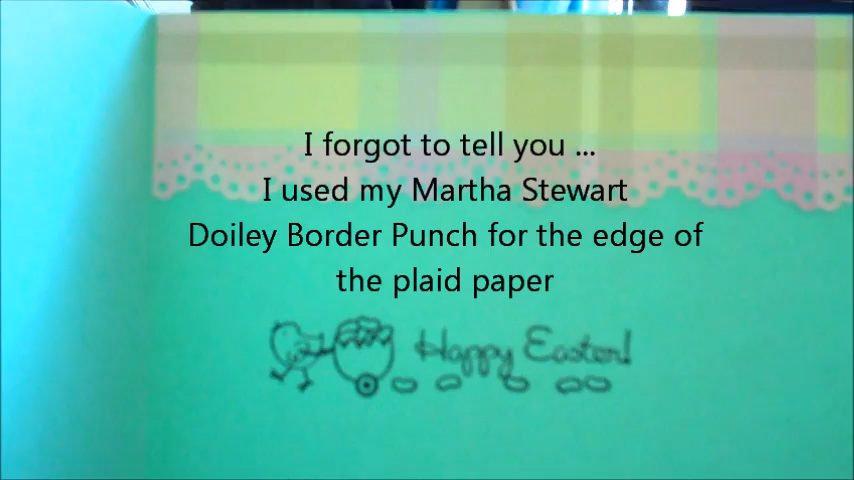 I forgot to tell you ...
I used my Martha Stewart
Doiley Border Punch for the edge of
the plaid paper
Happy Easter!